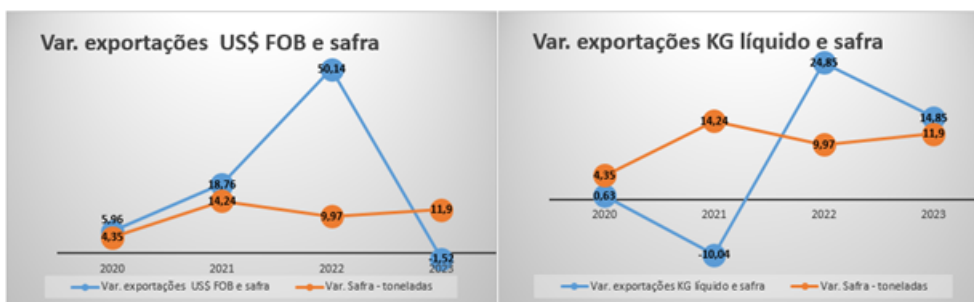 Var. exportações US$ FOB e safra
50,14
18,76
14,24
5,96
4,35
9,97
11,9
-1,52
2020 2021 2022 2023
Var. exportações US$ FOB e safra Var. Safra - toneladas
Var. exportações KG líquido e safra
24,85
14,24
14,85
11,9
9,97
4,35
0,63
-10,04
2020 2021 2022 2023
Var. exportações KG líquido e safra Var. Safra - toneladas